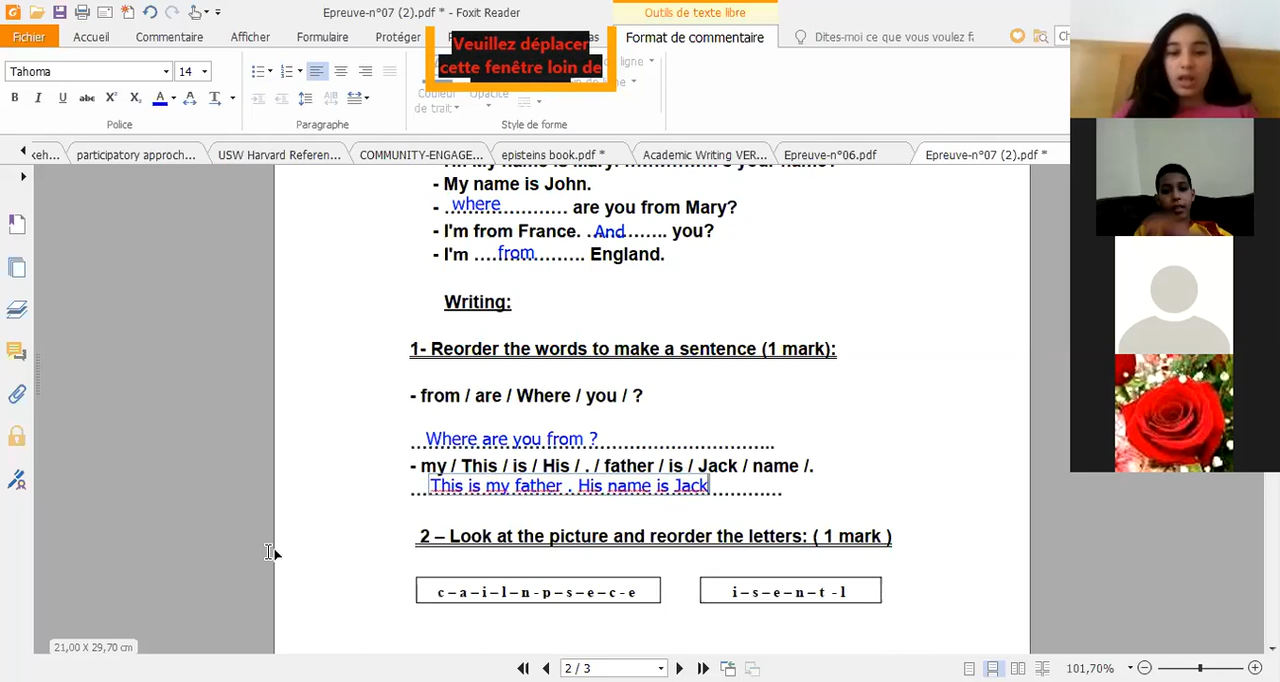 Epreuve-n°07 (2).pdf * - Foxit Reader
Outils de texte libre
Fichier Accueil Commentaire Afficher Formulaire Protéger Format de commentaire Dites-moi ce que vous voulez f
Veuillez déplacer
cette fenêtre loin de
Tahoma 14
Couleur Opacité
de trait
Police Paragraphe Style de forme
participatory approch... USW Harvard Referen... COMMUNITY-ENGAGE... episteins book.pdf * Academic Writing VER... Epreuve-n°06.pdf Epreuve-n°07 (2).pdf *
- My name is John.
- ...where............ are you from Mary?
- I'm from France. ..And....... you?
- I'm ....from.......... England.
Writing:
1- Reorder the words to make a sentence (1 mark):
- from / are / Where / you / ?
Where are you from ?
- my / This / is / His / . / father / is / Jack / name /.
This is my father . His name is Jack
2 – Look at the picture and reorder the letters: ( 1 mark )
c – a – i – l – n - p – s – e – c - e i – s – e – n – t - l
21,00 X 29,70 cm
2 / 3 101,70%